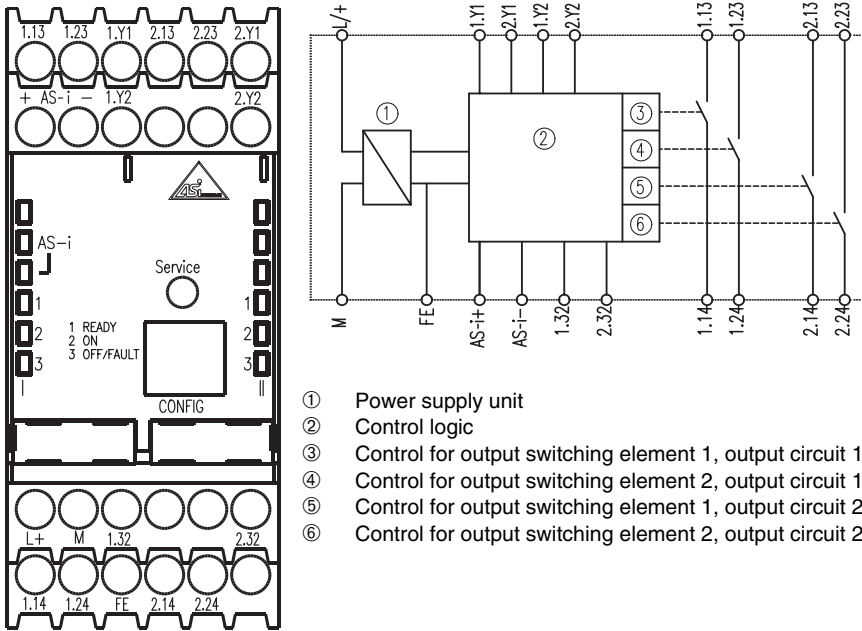 1.13 1.23 1.Y1 2.13 2.23 2.Y1
+ AS-i − 1.Y2 2.Y2
ASi
AS-i
Service
1 1
2 2
3 3
1 READY
2 ON
3 OFF/FAULT
I II
CONFIG
L+ M 1.32 2.32
1.14 1.24 FE 2.14 2.24
L/+ 1.Y1 2.Y1 1.Y2 2.Y2 1.13 1.23 2.13 2.23
①
②
③
④
⑤
⑥
M FE AS-i+ AS-i− 1.32 2.32 1.14 1.24 2.14 2.24
① Power supply unit
② Control logic
③ Control for output switching element 1, output circuit 1
④ Control for output switching element 2, output circuit 1
⑤ Control for output switching element 1, output circuit 2
⑥ Control for output switching element 2, output circuit 2